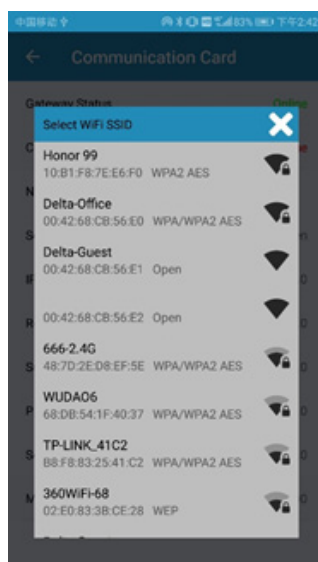 中国移动 83% 下午2:42
Communication Card
Gateway Status Online
Select WiFi SSID
Honor 99
10:B1:F8:7E:E6:F0 WPA2 AES
Delta-Office
00:42:68:CB:56:E0 WPA/WPA2 AES
Delta-Guest
00:42:68:CB:56:E1 Open
00:42:68:CB:56:E2 Open
666-2.4G
48:7D:2E:D8:EF:5E WPA/WPA2 AES
WUDAO6
68:DB:54:1F:40:37 WPA/WPA2 AES
TP-LINK_41C2
B8:F8:83:25:41:C2 WPA/WPA2 AES
360WiFi-68
02:E0:83:3B:CE:28 WEP